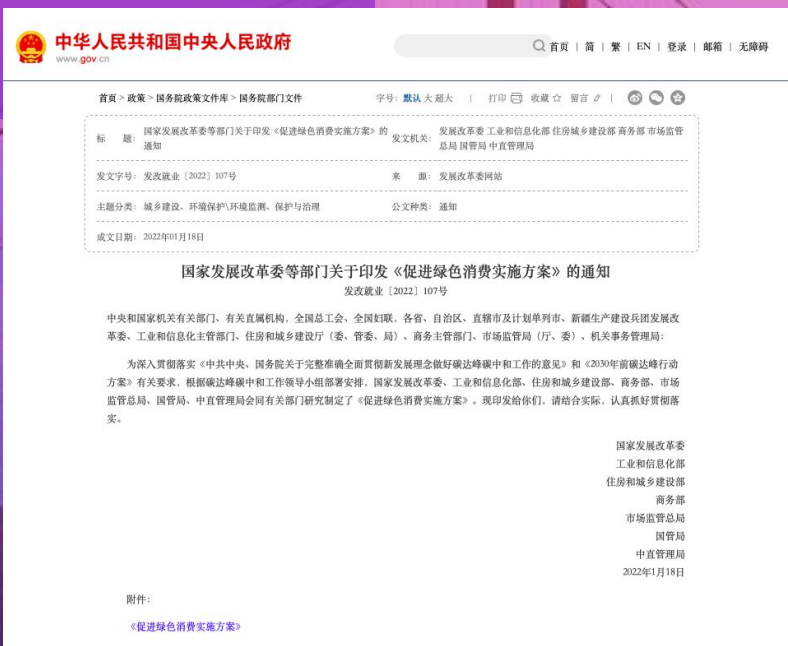 中华人民共和国中央人民政府
www.gov.cn
首页 | 简 | 繁 | EN | 登录 | 邮箱 | 无障碍
首页 > 政策 > 国务院政策文件库 > 国务院部门文件
字号: 默认 大 超大 | 打印 收藏 留言 |
标 题: 国家发展改革委等部门关于印发《促进绿色消费实施方案》的
通知
发文机关: 发展改革委 工业和信息化部 住房城乡建设部 商务部 市场监管
总局 国管局 中直管理局
发文字号: 发改就业〔2022〕107号
来 源: 发展改革委网站
主题分类: 城乡建设、环境保护\环境监测、保护与治理
公文种类: 通知
成文日期: 2022年01月18日
国家发展改革委等部门关于印发《促进绿色消费实施方案》的通知
发改就业〔2022〕107号
中央和国家机关有关部门、有关直属机构，全国总工会、全国妇联，各省、自治区、直辖市及计划单列市、新疆生产建设兵团发展改
革委、工业和信息化主管部门、住房和城乡建设厅（委、管委、局）、商务主管部门、市场监管局（厅、委）、机关事务管理局：
为深入贯彻落实《中共中央、国务院关于完整准确全面贯彻新发展理念做好碳达峰碳中和工作的意见》和《2030年前碳达峰行动
方案》有关要求，根据碳达峰碳中和工作领导小组部署安排，国家发展改革委、工业和信息化部、住房和城乡建设部、商务部、市场
监管总局、国管局、中直管理局会同有关部门研究制定了《促进绿色消费实施方案》。现印发给你们，请结合实际，认真抓好贯彻落
实。
国家发展改革委
工业和信息化部
住房和城乡建设部
商务部
市场监管总局
国管局
中直管理局
2022年1月18日
附件：
《促进绿色消费实施方案》